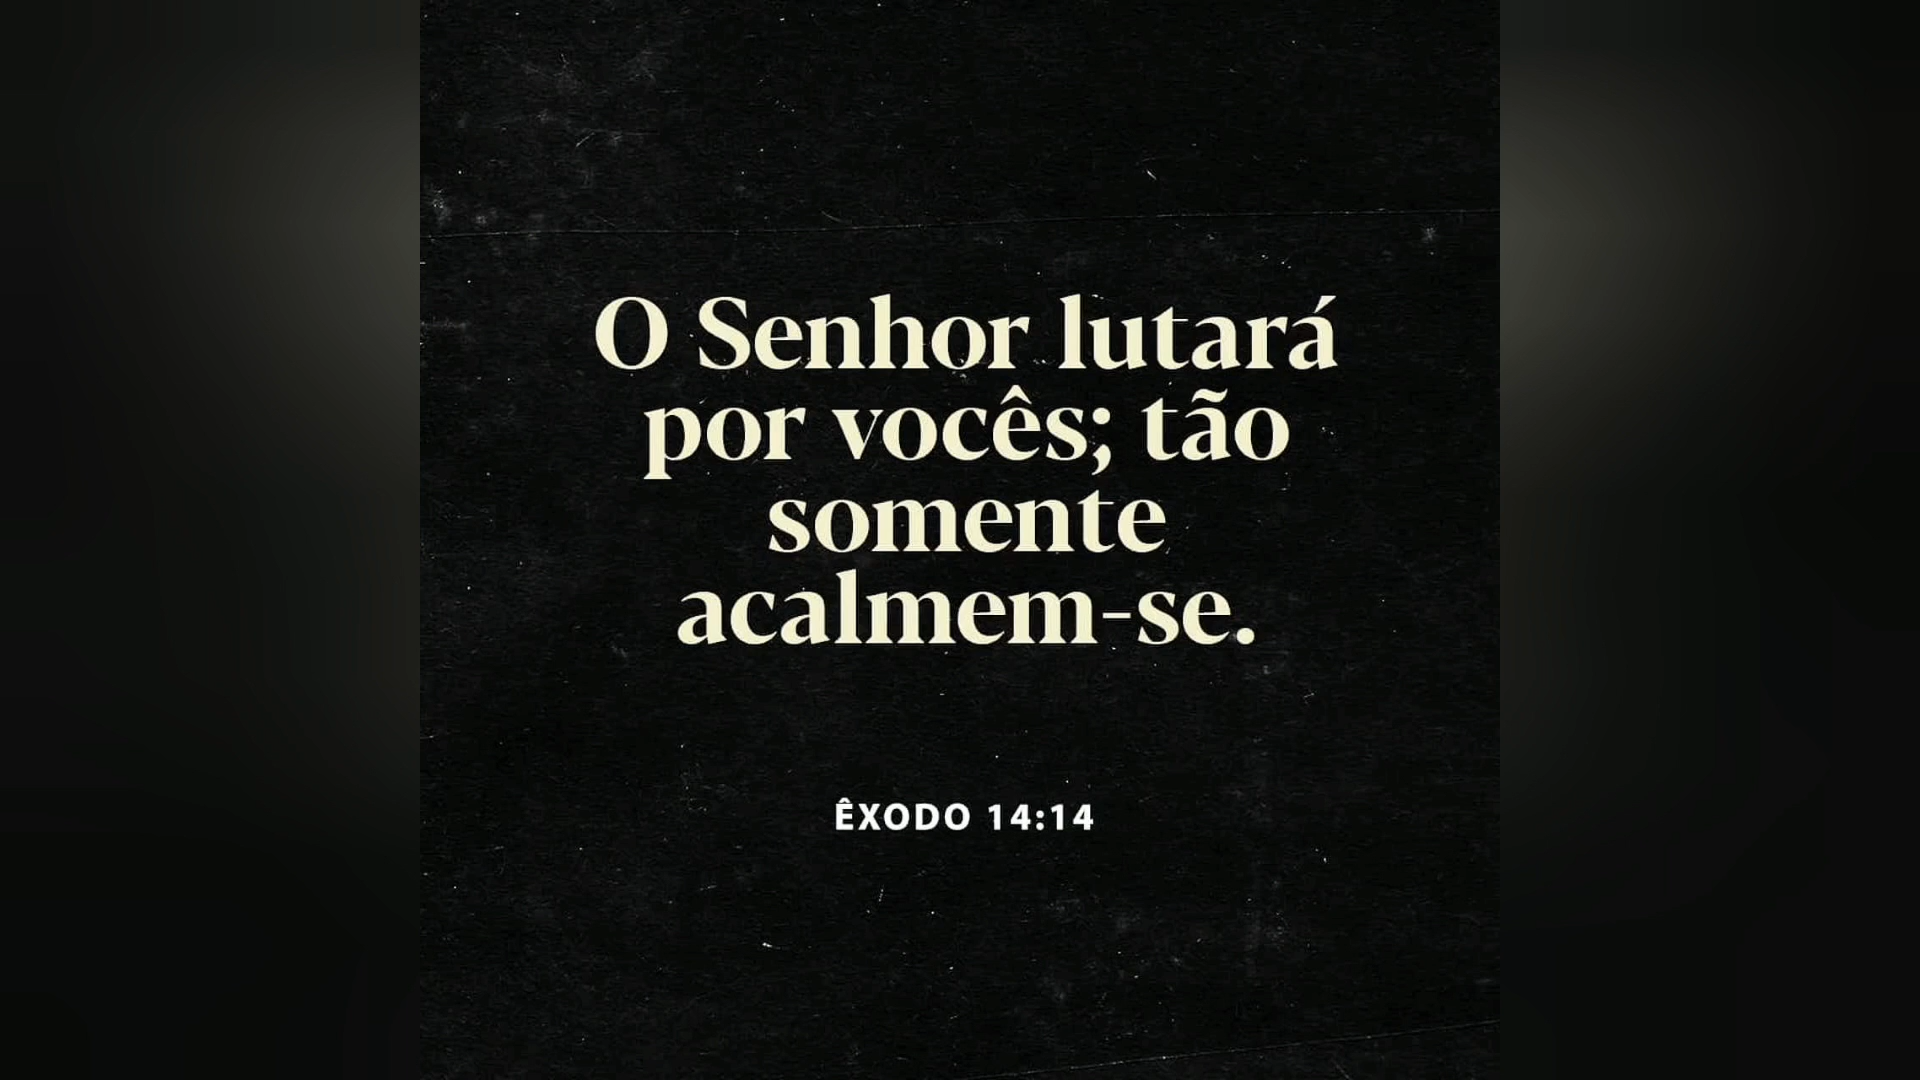 O Senhor lutará
por vocês; tão
somente
acalmem-se.
ÊXODO 14:14